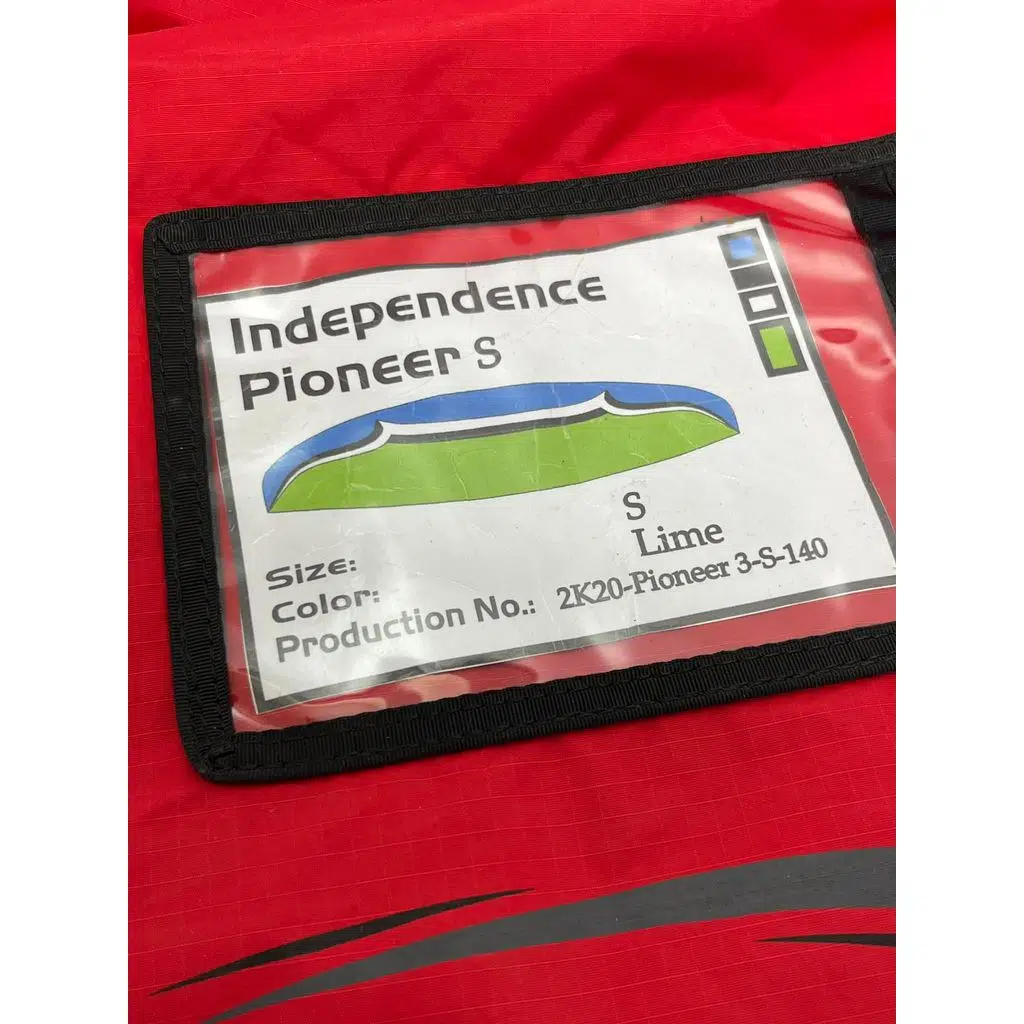 Independence
Pioneer S
Size: S
Color: Lime
Production No.: 2K20-Pioneer 3-S-140